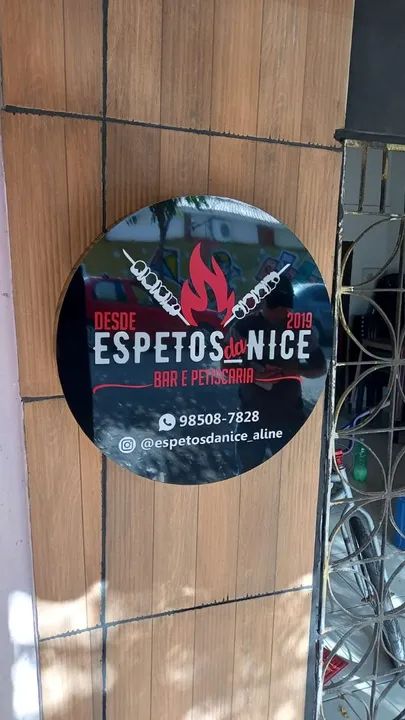 DESDE 2019
ESPETOS da NICE
BAR E PETISCARIA
98508-7828
@espetosdanice_aline